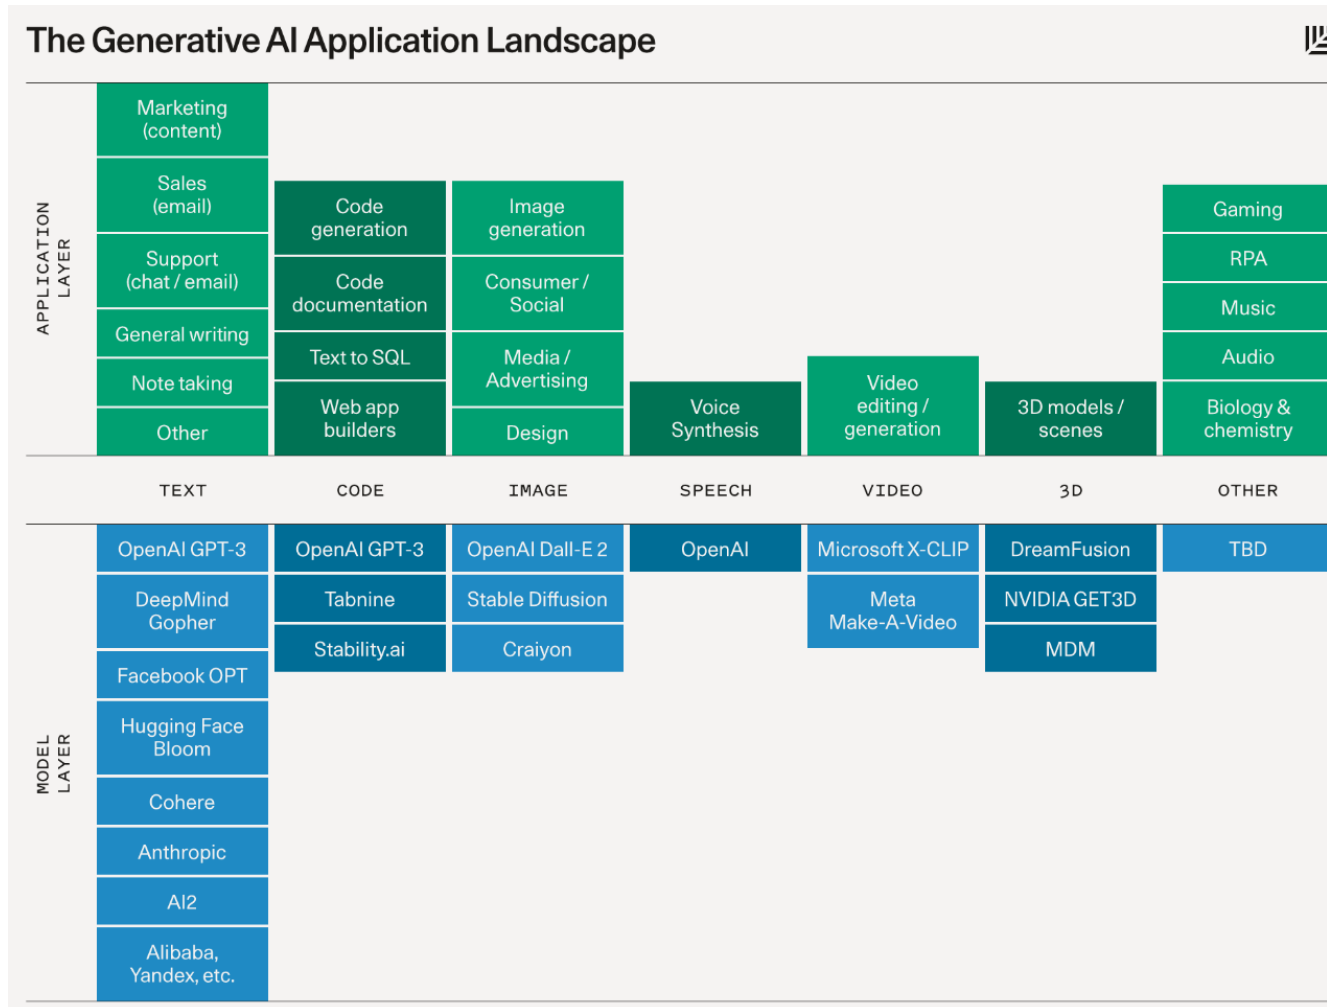 The Generative AI Application Landscape
APPLICATION
LAYER
Marketing
(content)
Sales
(email)
Support
(chat / email)
General writing
Note taking
Other
Code
generation
Code
documentation
Text to SQL
Web app
builders
Image
generation
Consumer /
Social
Media /
Advertising
Design
Voice
Synthesis
Video
editing /
generation
3D models /
scenes
Gaming
RPA
Music
Audio
Biology &
chemistry
TEXT
CODE
IMAGE
SPEECH
VIDEO
3D
OTHER
MODEL
LAYER
OpenAI GPT-3
DeepMind
Gopher
Facebook OPT
Hugging Face
Bloom
Cohere
Anthropic
AI2
Alibaba,
Yandex, etc.
OpenAI GPT-3
Tabnine
Stability.ai
OpenAI Dall-E 2
Stable Diffusion
Craiyon
OpenAI
Microsoft X-CLIP
Meta
Make-A-Video
DreamFusion
NVIDIA GET3D
MDM
TBD